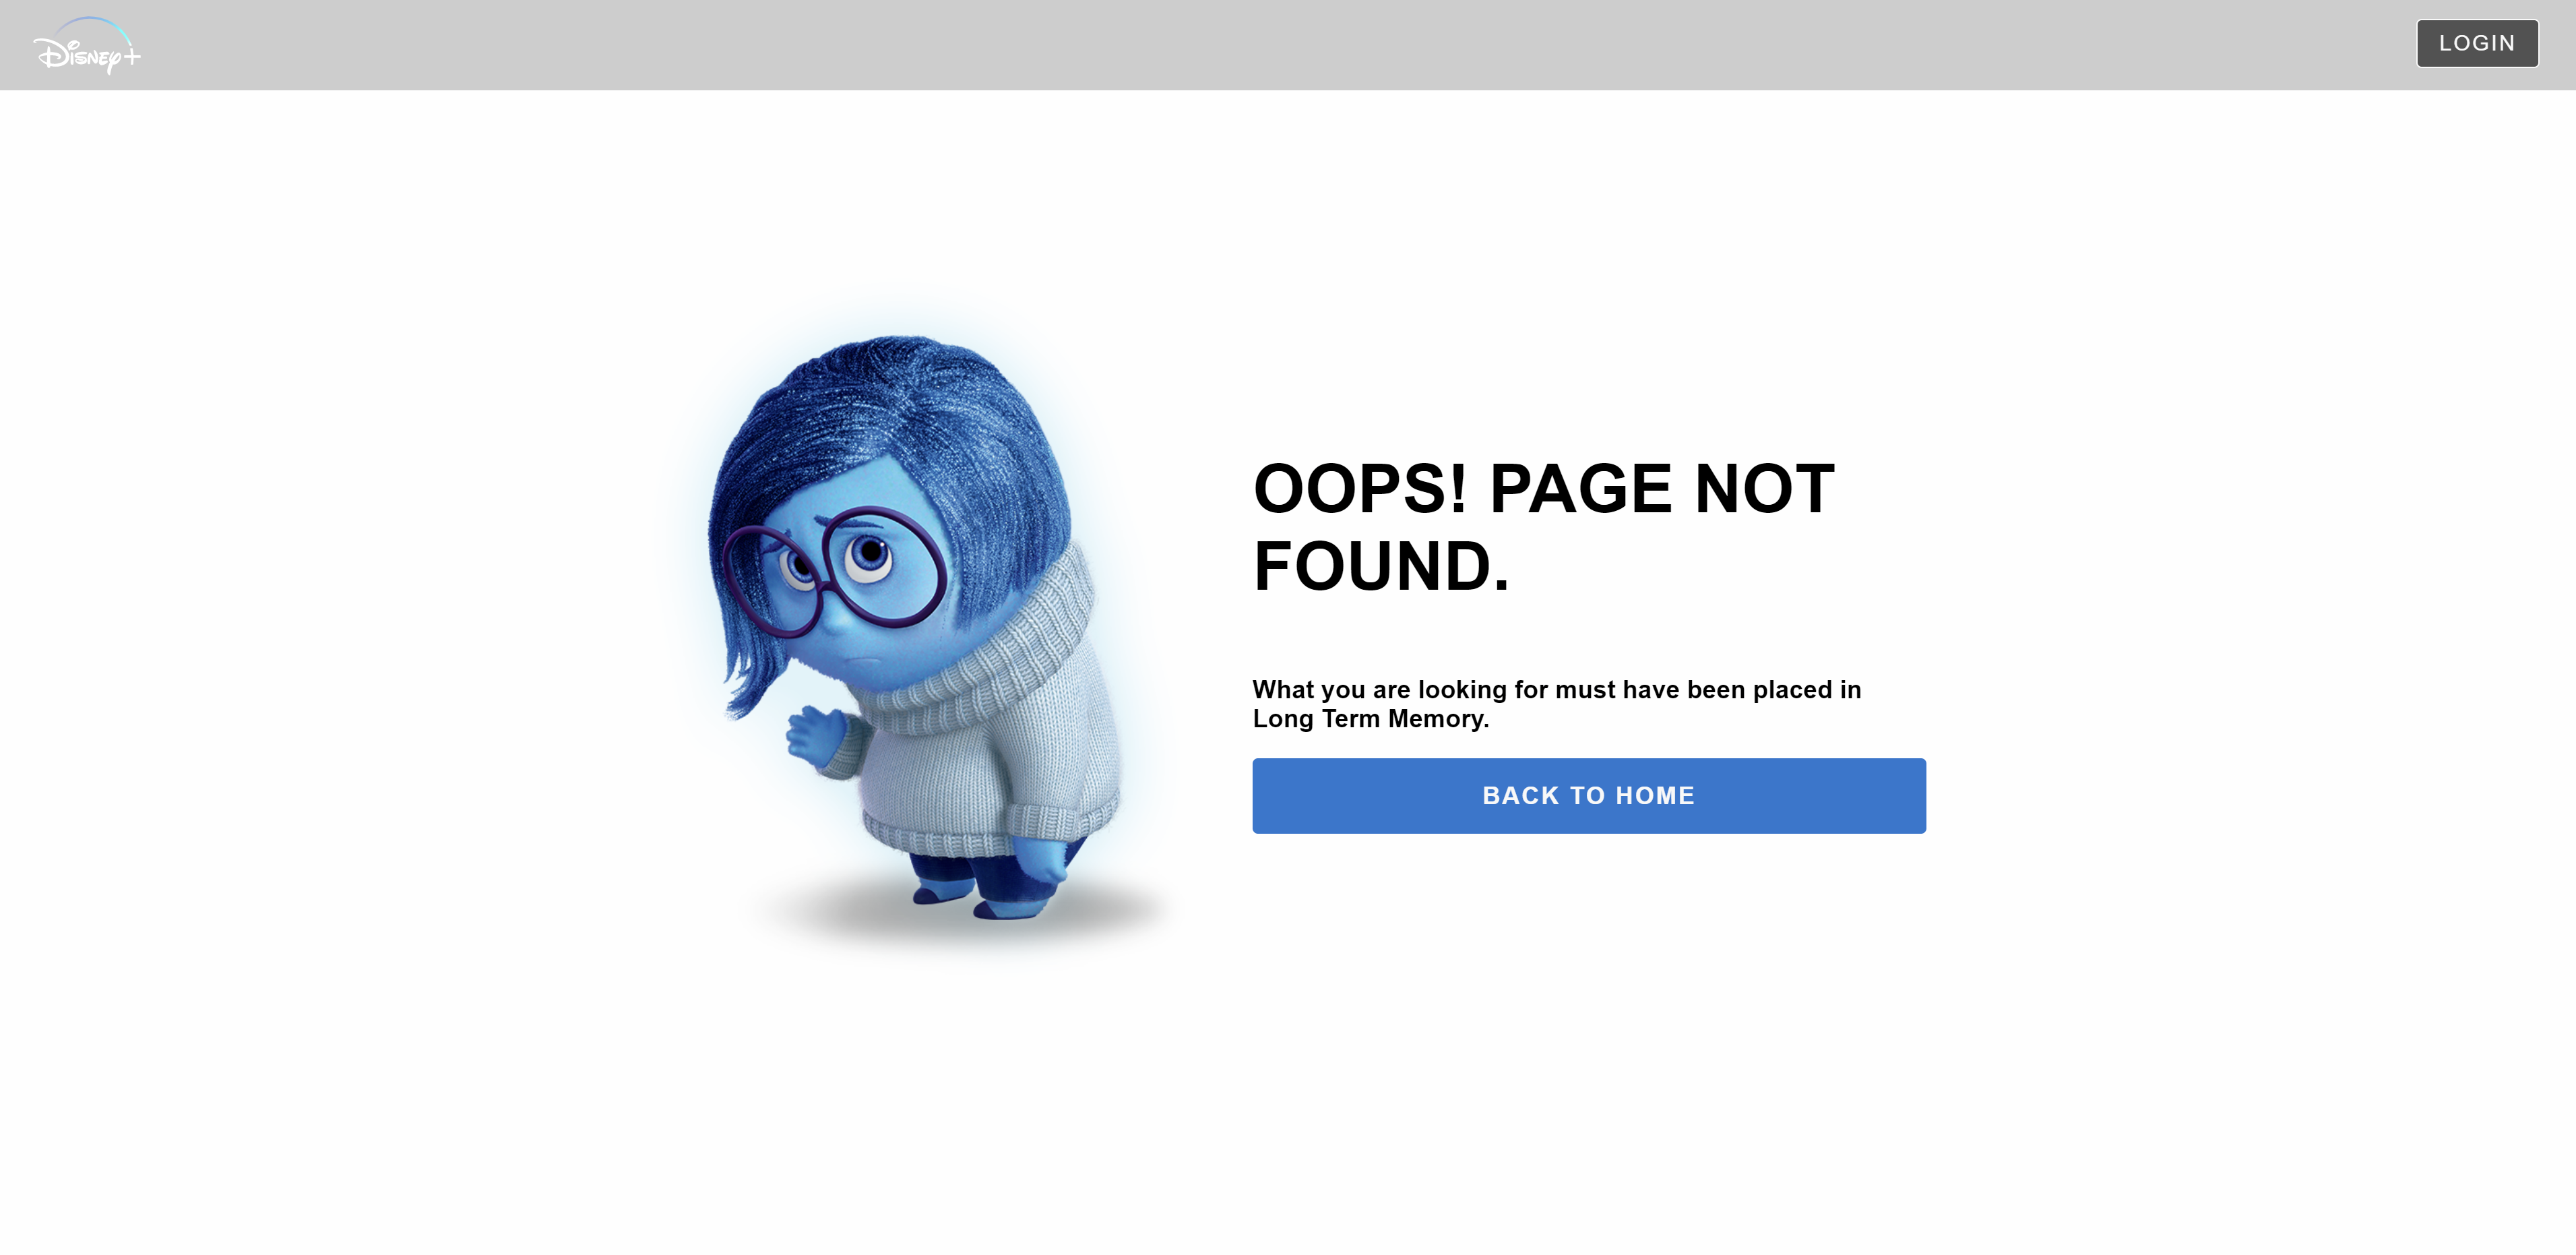 Disney+
LOGIN
OOPS! PAGE NOT
FOUND.
What you are looking for must have been placed in
Long Term Memory.
BACK TO HOME